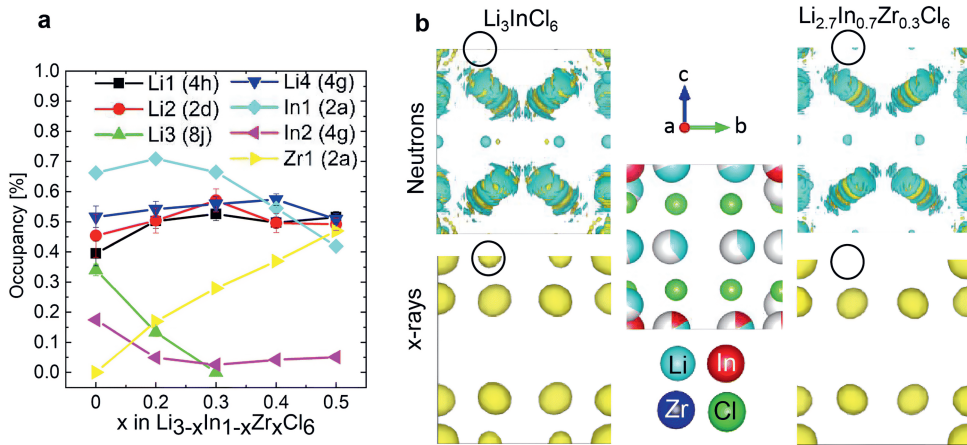 a
1.0
0.9
0.8
0.7
0.6
0.5
0.4
0.3
0.2
0.1
0.0
Occupancy [%]
Li1 (4h)
Li2 (2d)
Li3 (8j)
Li4 (4g)
In1 (2a)
In2 (4g)
Zr1 (2a)
0 0.2 0.3 0.4 0.5
x in Li3-xIn1-xZrxCl6
b
Li3InCl6
Li2.7In0.7Zr0.3Cl6
Neutrons
x-rays
c
a
b
Li
In
Zr
Cl